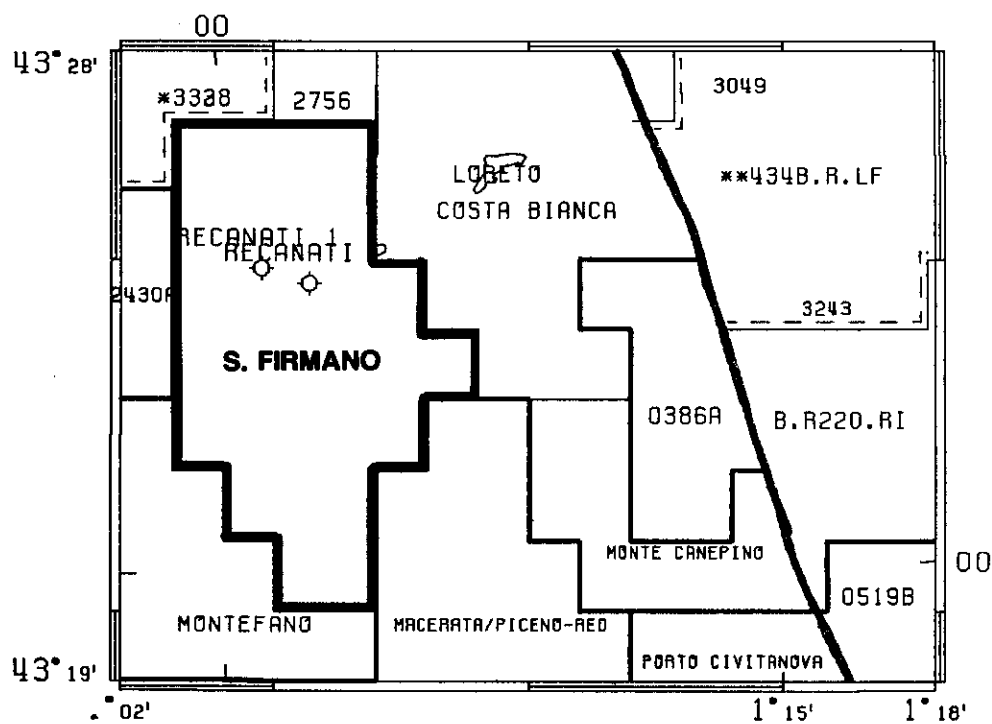 00
43°28'
*3328
2756
3049
LORETO
**434B.R.LF
COSTA BIANCA
RECANATI 1
RECANATI 2
2430A
3243
S. FIRMANO
0386A
B.R220.RI
MONTE CANEPINO
00
0519B
MONTEFANO
MACERATA/PICENO-RED
PORTO CIVITANOVA
43°19'
°02'
1°15'
1°18'